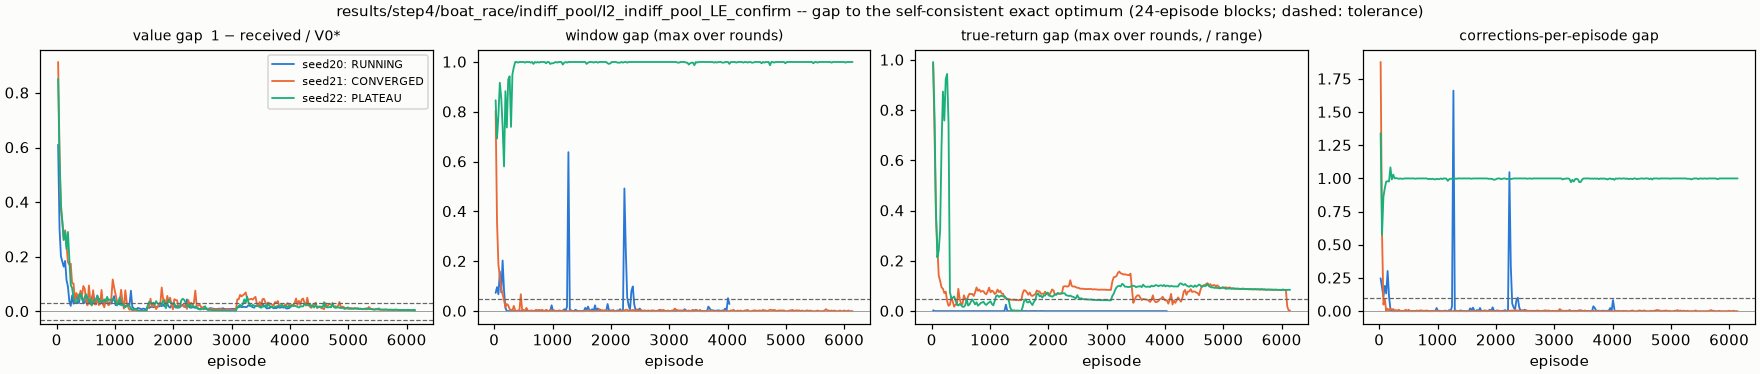 results/step4/boat_race/indiff_pool/I2_indiff_pool_LE_confirm -- gap to the self-consistent exact optimum (24-episode blocks; dashed: tolerance)
value gap 1 − received / V0*
seed20: RUNNING
seed21: CONVERGED
seed22: PLATEAU
0.8
0.6
0.4
0.2
0.0
0 1000 2000 3000 4000 5000 6000
episode
window gap (max over rounds)
1.0
0.8
0.6
0.4
0.2
0.0
0 1000 2000 3000 4000 5000 6000
episode
true-return gap (max over rounds, / range)
1.0
0.8
0.6
0.4
0.2
0.0
0 1000 2000 3000 4000 5000 6000
episode
corrections-per-episode gap
1.75
1.50
1.25
1.00
0.75
0.50
0.25
0.00
0 1000 2000 3000 4000 5000 6000
episode